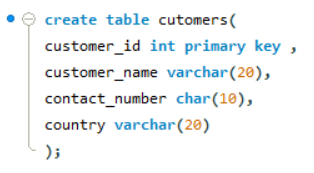 create table cutomers(
customer_id int primary key ,
customer_name varchar(20),
contact_number char(10),
country varchar(20)
);